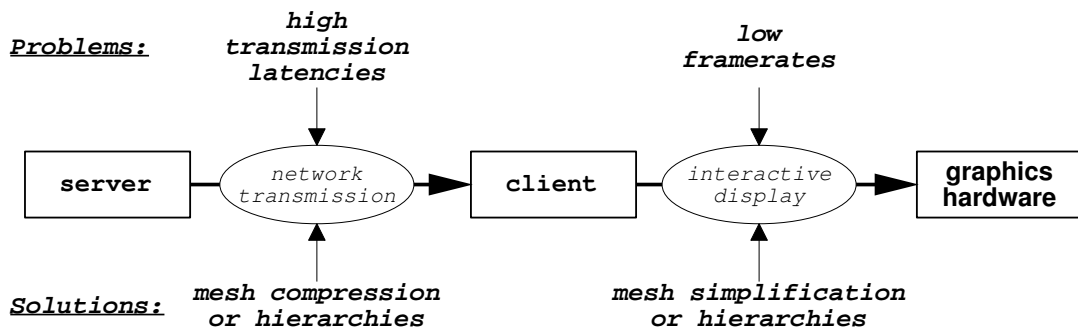 Problems:
high
transmission
latencies
low
framerates
server
network
transmission
client
interactive
display
graphics
hardware
Solutions:
mesh compression
or hierarchies
mesh simplification
or hierarchies